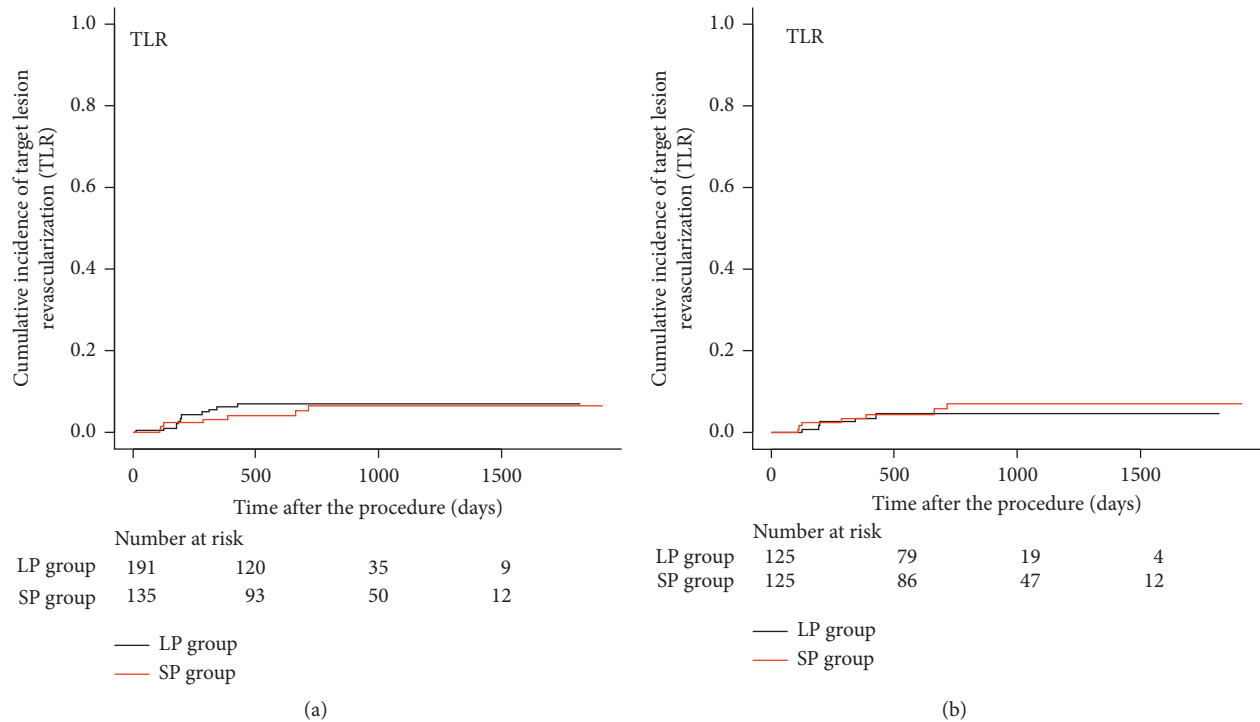 Cumulative incidence of target lesion
revascularization (TLR)
1.0
0.8
0.6
0.4
0.2
0.0
TLR
0 500 1000 1500
Time after the procedure (days)
Number at risk
LP group 191 120 35 9
SP group 135 93 50 12
LP group
SP group
(a)
Cumulative incidence of target lesion
revascularization (TLR)
1.0
0.8
0.6
0.4
0.2
0.0
TLR
0 500 1000 1500
Time after the procedure (days)
Number at risk
LP group 125 79 19 4
SP group 125 86 47 12
LP group
SP group
(b)